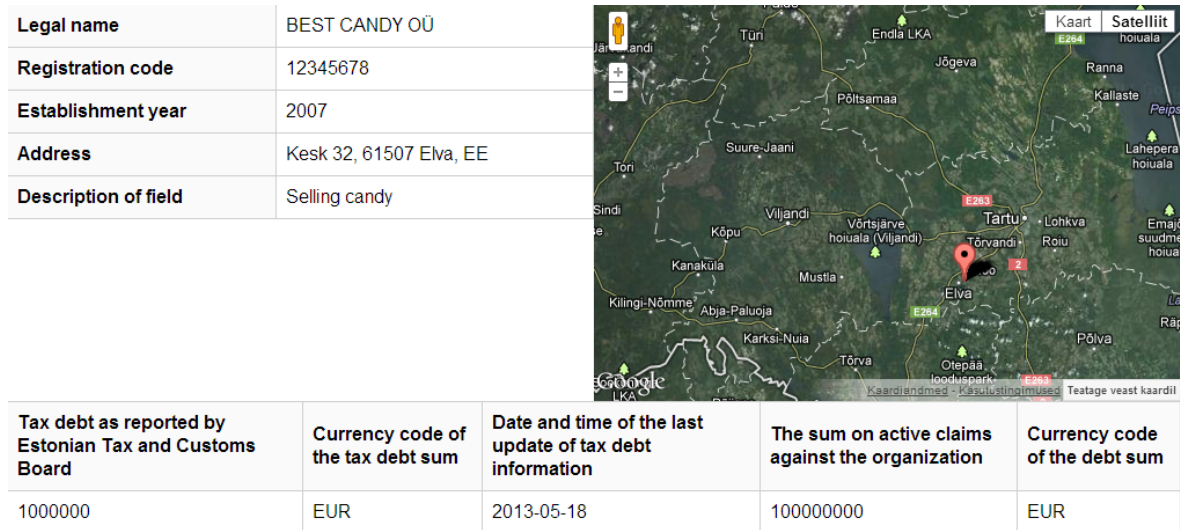 Legal name BEST CANDY OÜ
Registration code 12345678
Establishment year 2007
Address Kesk 32, 61507 Elva, EE
Description of field Selling candy
Kaart Satelliit
Türi
Endla LKA
E264
hoiuala
Jõgeva
Ranna
Põltsamaa
Kallaste
Suure-Jaani
Lahepera
hoiuala
Tori
E263
Sindi
Viljandi
Võrtsjärve
hoiuala (Viljandi)
Tartu
Lohkva
Kõpu
Tõrvandi
Roiu
Kanaküla
Mustla
2
Elva
Kilingi-Nõmme
Abja-Paluoja
E264
Karksi-Nuia
Põlva
Tõrva
Otepää
looduspark
E263
LKA
Google
Kaardiandmed - Kasutustingimused Teatage veast kaardil
Tax debt as reported by
Estonian Tax and Customs
Board
Currency code of
the tax debt sum
Date and time of the last
update of tax debt
information
The sum on active claims
against the organization
Currency code
of the debt sum
1000000 EUR 2013-05-18 100000000 EUR